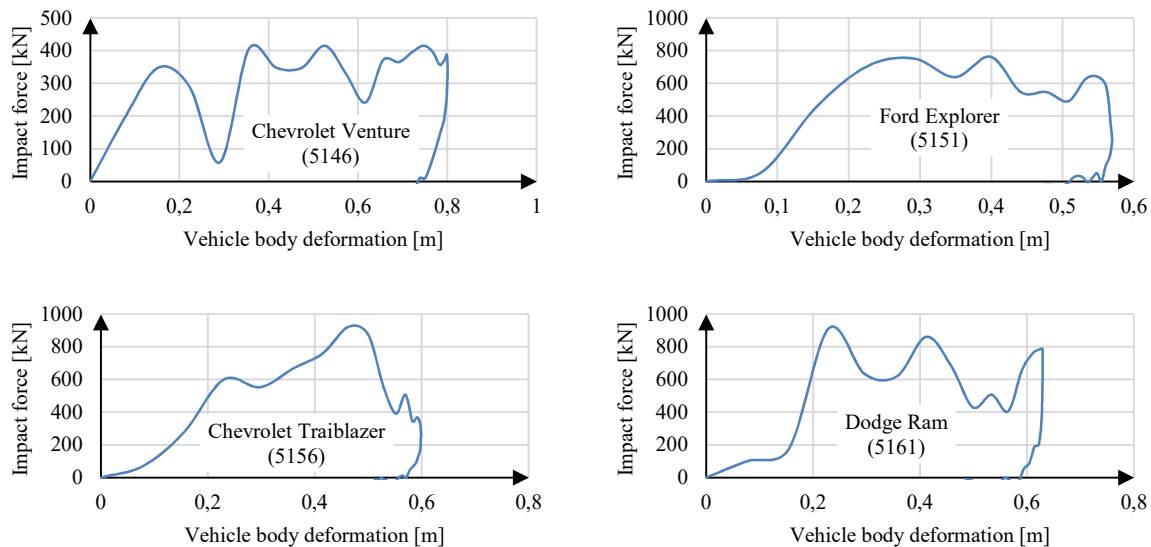 Impact force [kN]
500
400
300
200
100
0
Chevrolet Venture
(5146)
0 0,2 0,4 0,6 0,8 1
Vehicle body deformation [m]
Impact force [kN]
1000
800
600
400
200
0
Ford Explorer
(5151)
0 0,1 0,2 0,3 0,4 0,5 0,6
Vehicle body deformation [m]
Impact force [kN]
1000
800
600
400
200
0
Chevrolet Traiblazer
(5156)
0 0,2 0,4 0,6 0,8
Vehicle body deformation [m]
Impact force [kN]
1000
800
600
400
200
0
Dodge Ram
(5161)
0 0,2 0,4 0,6 0,8
Vehicle body deformation [m]